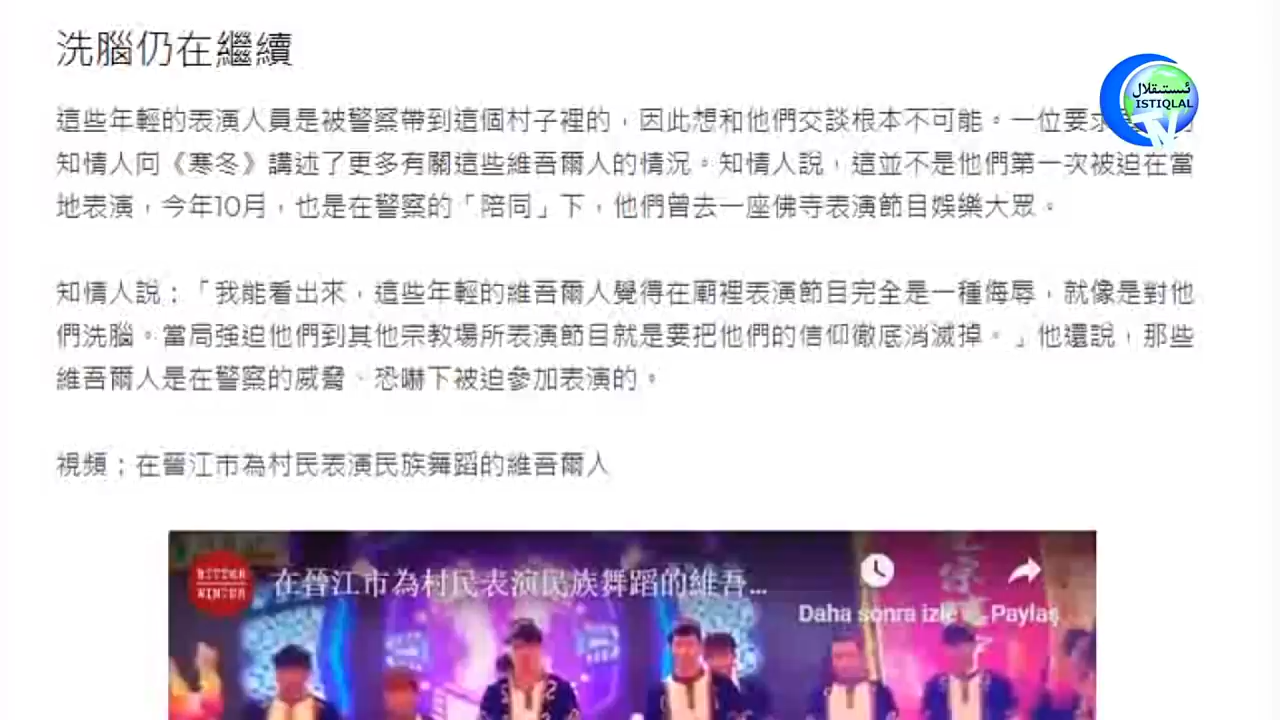 洗腦仍在繼續
ئىستىقلال
ISTIQLAL
TV
這些年輕的表演人員是被警察帶到這個村子裡的，因此想和他們交談根本不可能。一位要求
知情人向《寒冬》講述了更多有關這些維吾爾人的情況。知情人說，這並不是他們第一次被迫在當
地表演，今年10月，也是在警察的「陪同」下，他們曾去一座佛寺表演節目娛樂大眾。
知情人說：「我能看出來，這些年輕的維吾爾人覺得在廟裡表演節目完全是一種侮辱，就像是對他
們洗腦。當局強迫他們到其他宗教場所表演節目就是要把他們的信仰徹底消滅掉。」他還說，那些
維吾爾人是在警察的威脅、恐嚇下被迫參加表演的。
視頻：在晉江市為村民表演民族舞蹈的維吾爾人
BITTER
WINTER
在晉江市為村民表演民族舞蹈的維吾...
Daha sonra izle
Paylaş